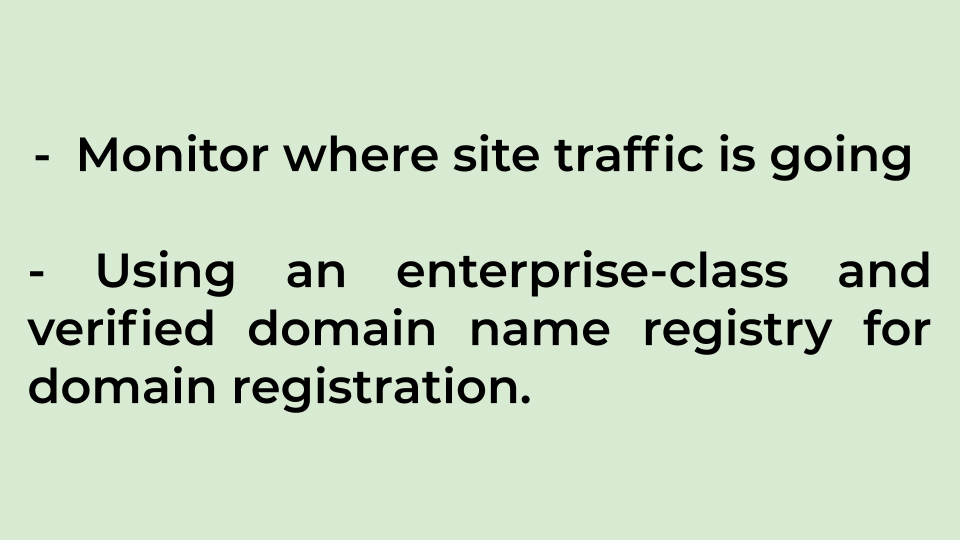 - Monitor where site traffic is going
- Using an enterprise-class and
verified domain name registry for
domain registration.